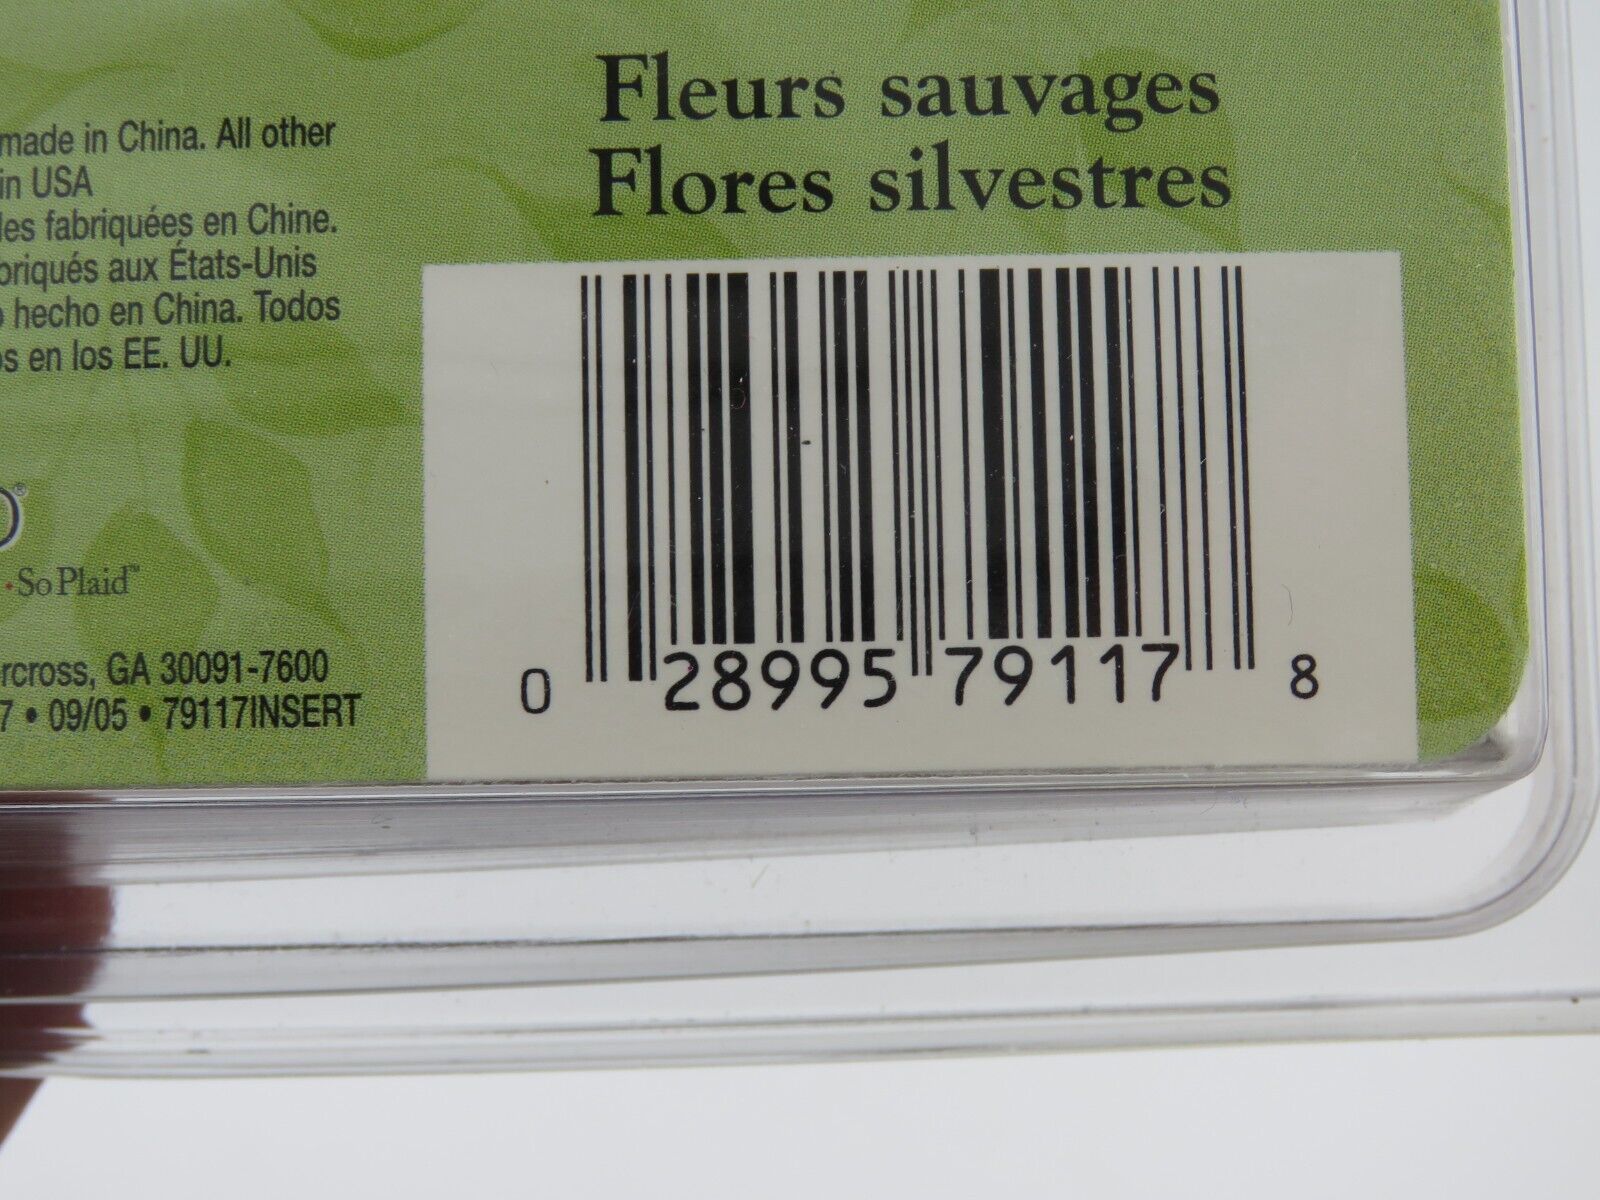 Fleurs sauvages
Flores silvestres
made in China. All other
in USA
les fabriquées en Chine.
briqués aux États-Unis
hecho en China. Todos
en los EE. UU.
®
•So Plaid™
rcross, GA 30091-7600
7 • 09/05 • 79117INSERT
0 28995 79117 8